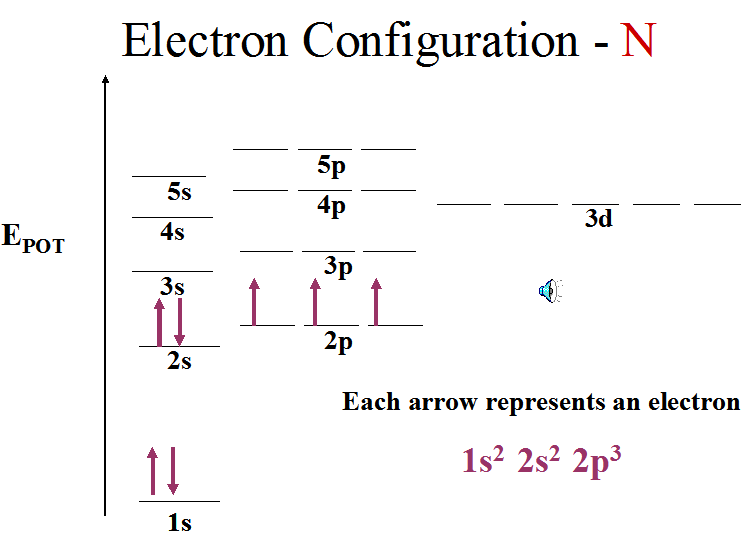 Electron Configuration - N
5p
5s
4p
3d
4s
E_POT
3p
3s
2p
2s
Each arrow represents an electron
1s² 2s² 2p³
1s